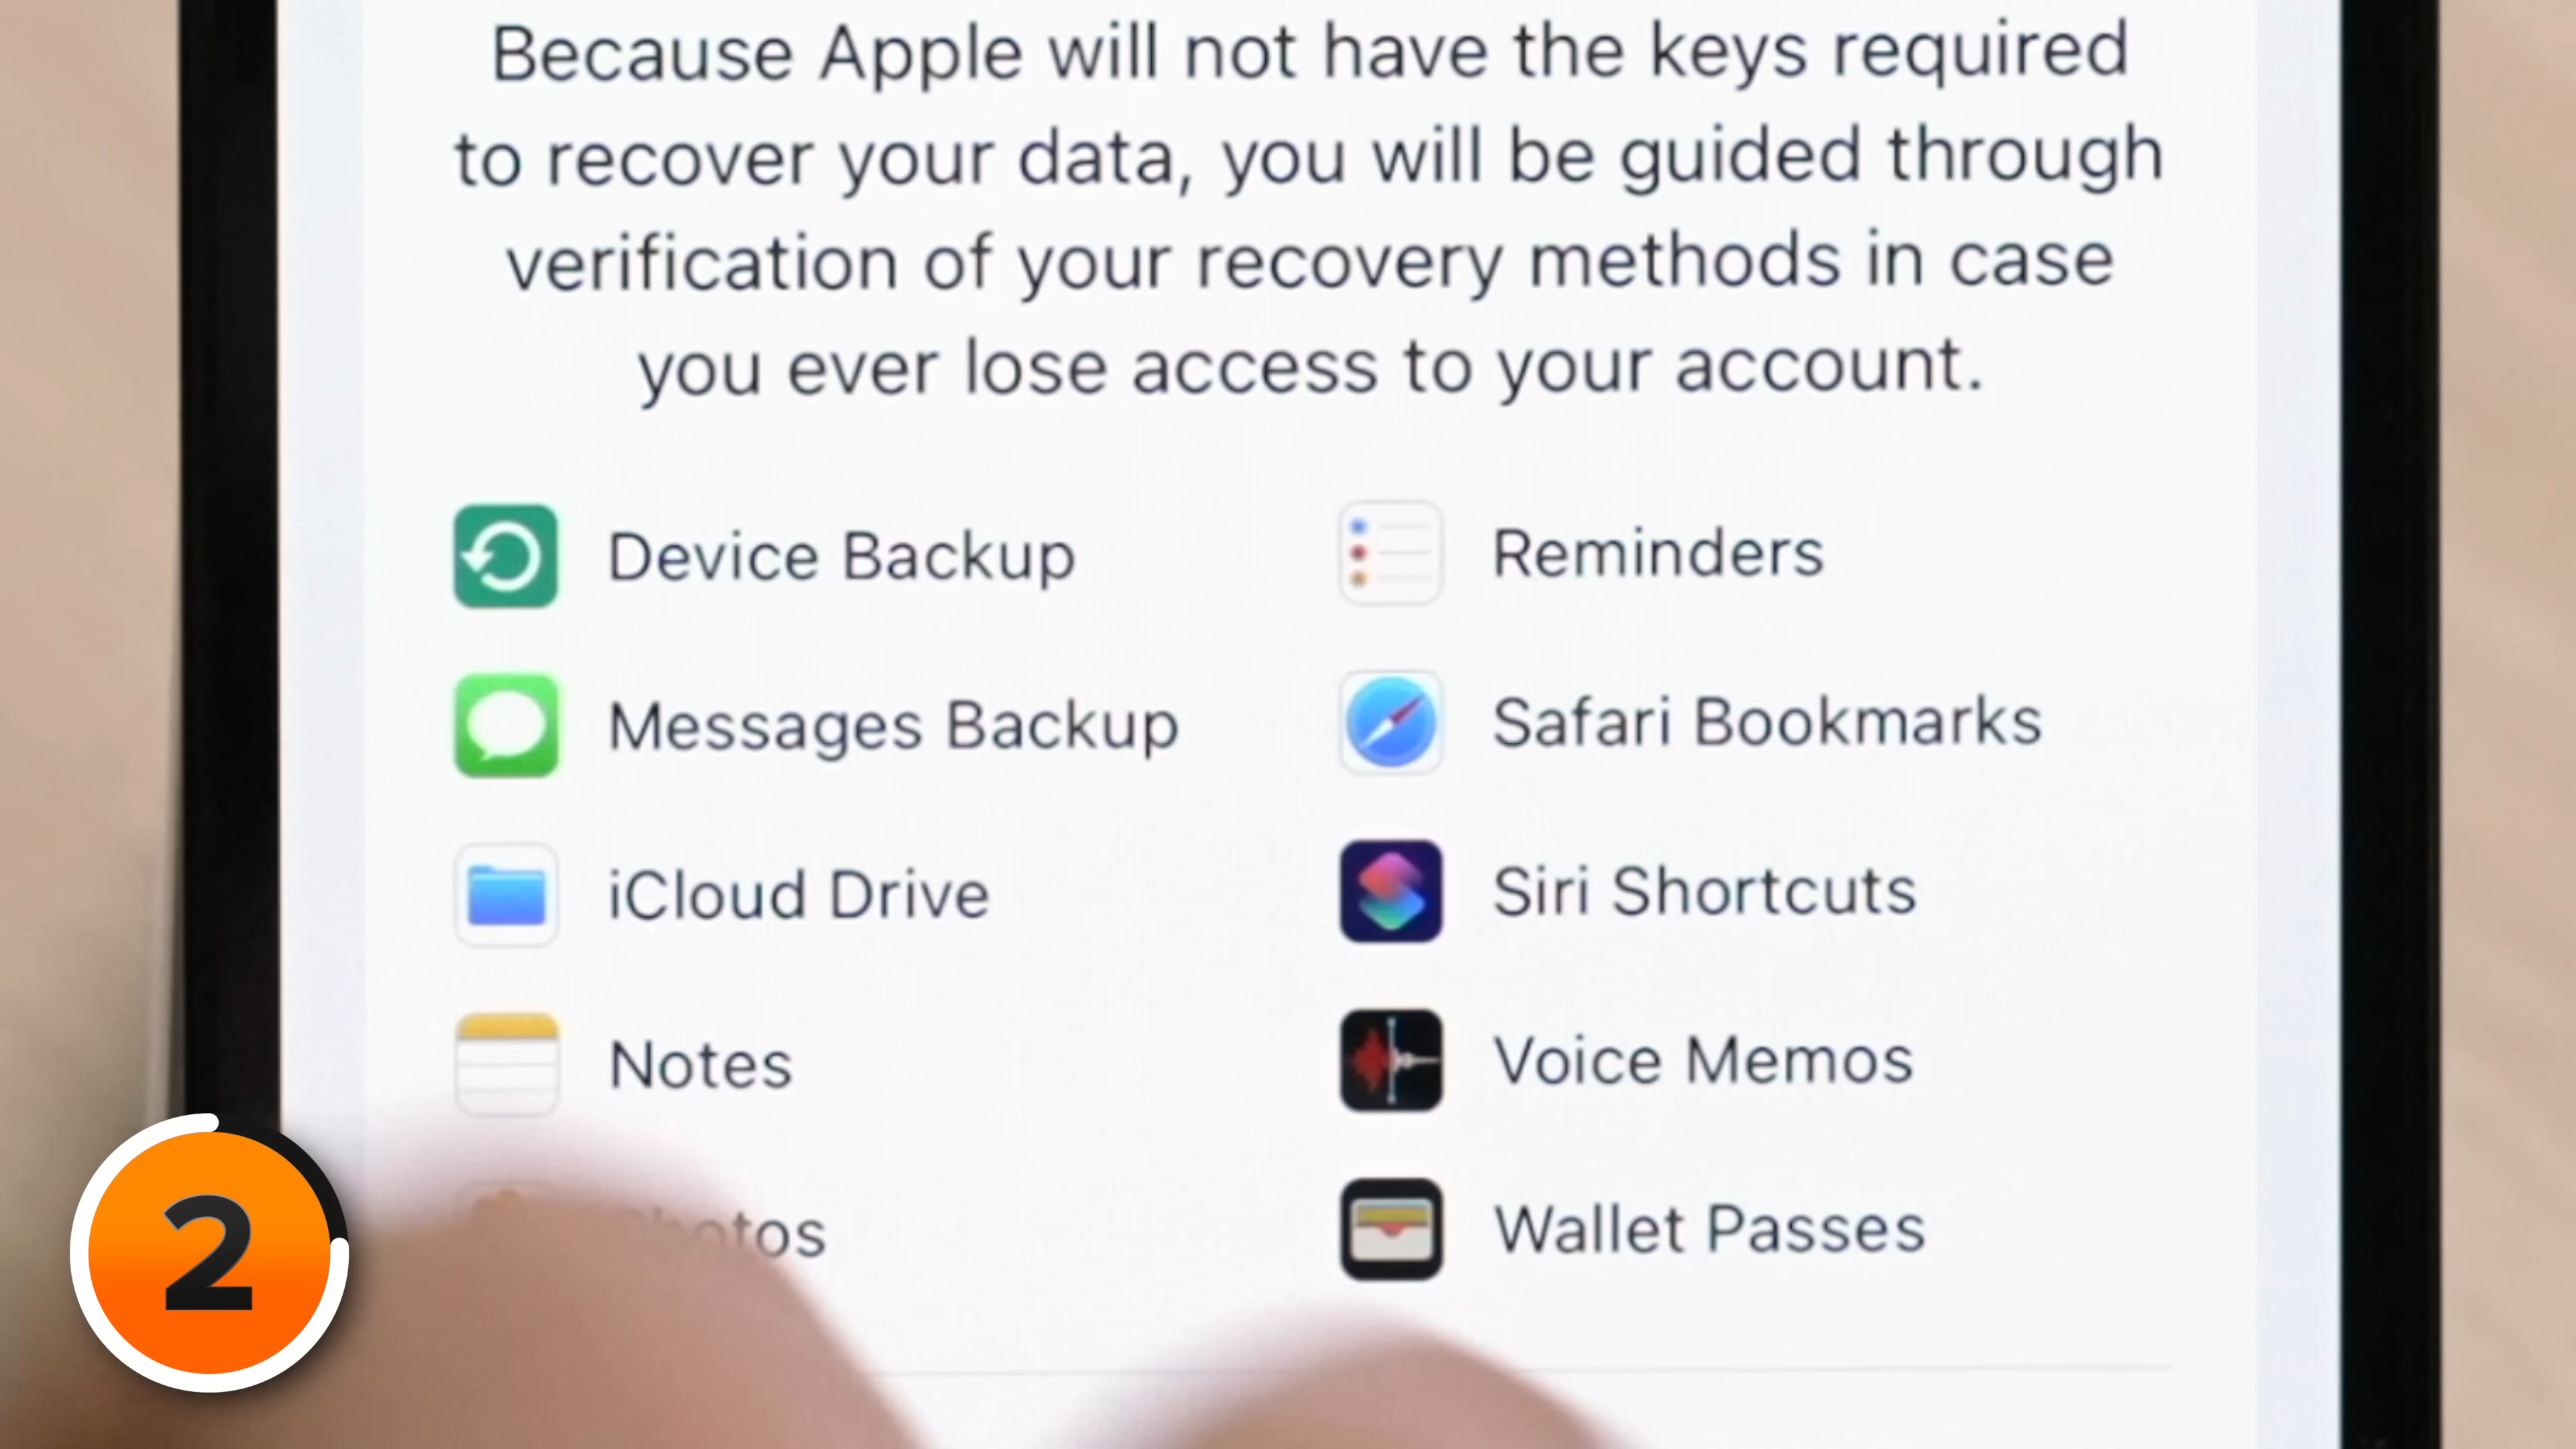 Because Apple will not have the keys required
to recover your data, you will be guided through
verification of your recovery methods in case
you ever lose access to your account.
Device Backup
Reminders
Messages Backup
Safari Bookmarks
iCloud Drive
Siri Shortcuts
Notes
Voice Memos
Photos
Wallet Passes
2